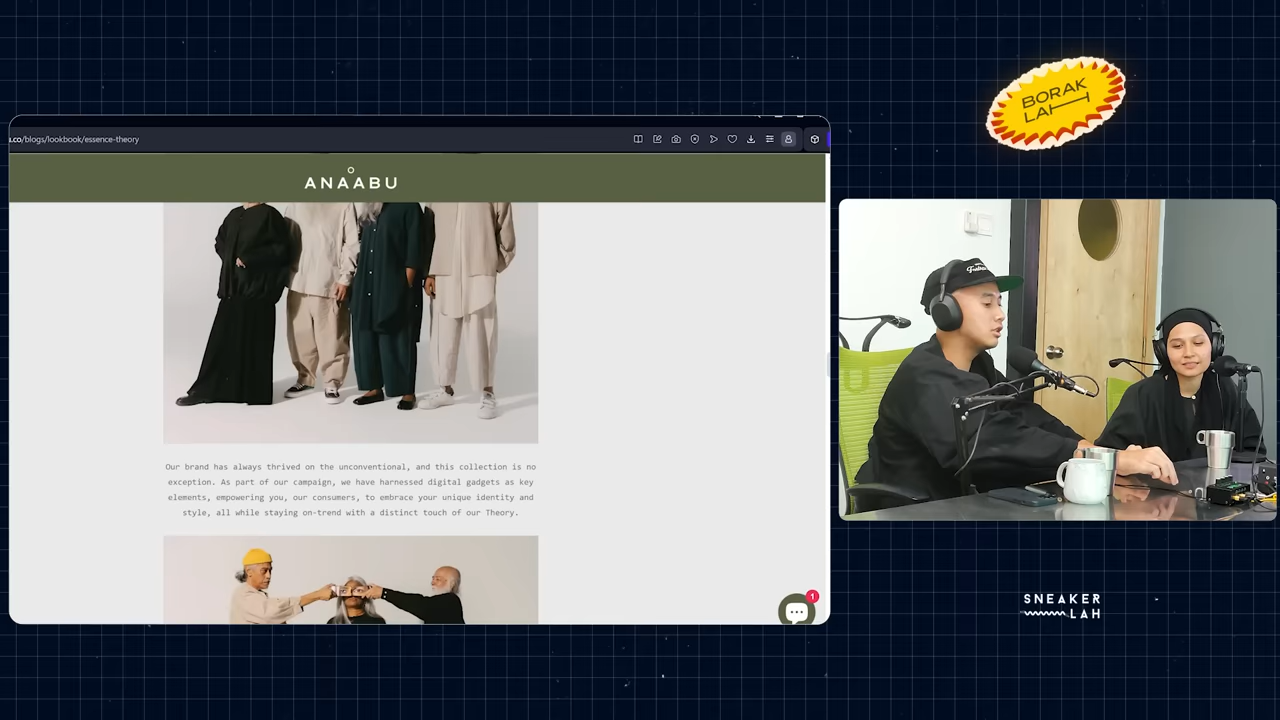 BORAK
LAH
u.co/blogs/lookbook/essence-theory
ANAABU
Our brand has always thrived on the unconventional, and this collection is no
exception. As part of our campaign, we have harnessed digital gadgets as key
elements, empowering you, our consumers, to embrace your unique identity and
style, all while staying on-trend with a distinct touch of our Theory.
1
SNEAKER
LAH